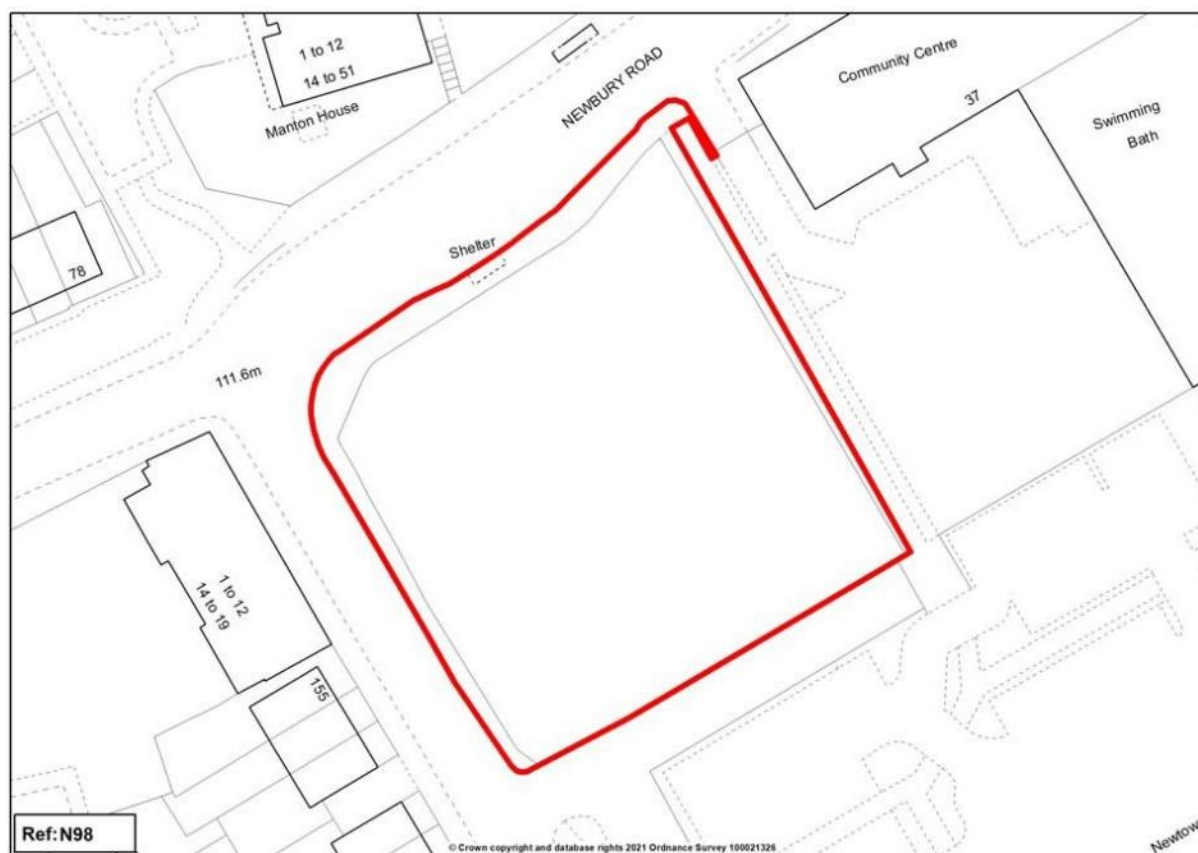 1 to 12
14 to 51
Manton House
NEWBURY ROAD
Community Centre
37
Swimming
Bath
Shelter
78
111.6m
1 to 12
14 to 19
155
Ref:N98
© Crown copyright and database rights 2021 Ordnance Survey 100021326
Newtow